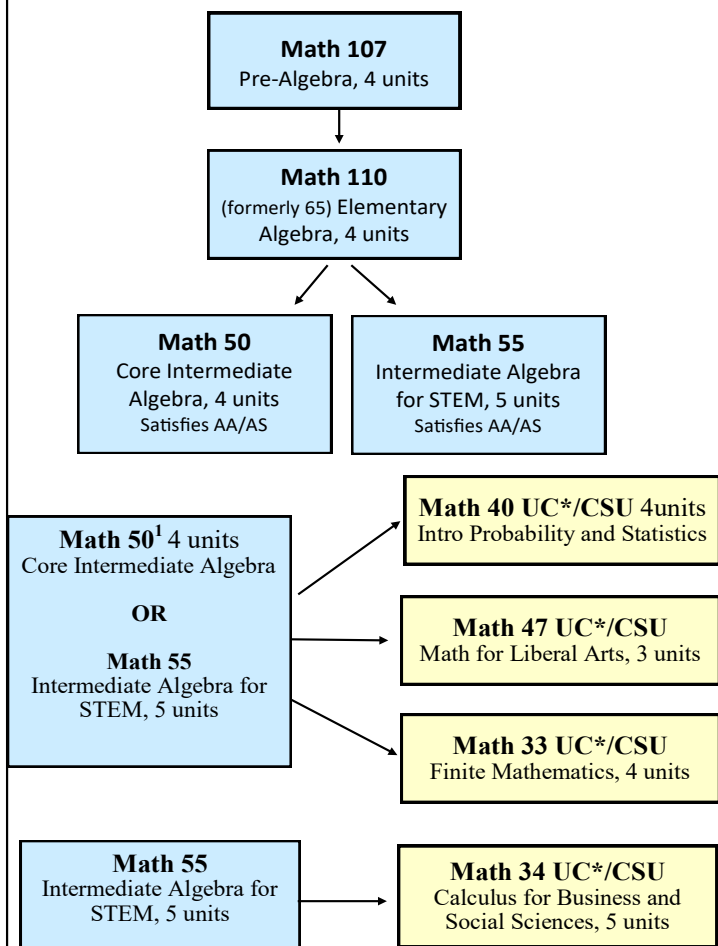 Math 107
Pre-Algebra, 4 units
Math 110
(formerly 65) Elementary
Algebra, 4 units
Math 50
Core Intermediate
Algebra, 4 units
Satisfies AA/AS
Math 55
Intermediate Algebra
for STEM, 5 units
Satisfies AA/AS
Math 50¹ 4 units
Core Intermediate Algebra
OR
Math 55
Intermediate Algebra for
STEM, 5 units
Math 40 UC*/CSU 4units
Intro Probability and Statistics
Math 47 UC*/CSU
Math for Liberal Arts, 3 units
Math 33 UC*/CSU
Finite Mathematics, 4 units
Math 55
Intermediate Algebra for
STEM, 5 units
Math 34 UC*/CSU
Calculus for Business and
Social Sciences, 5 units